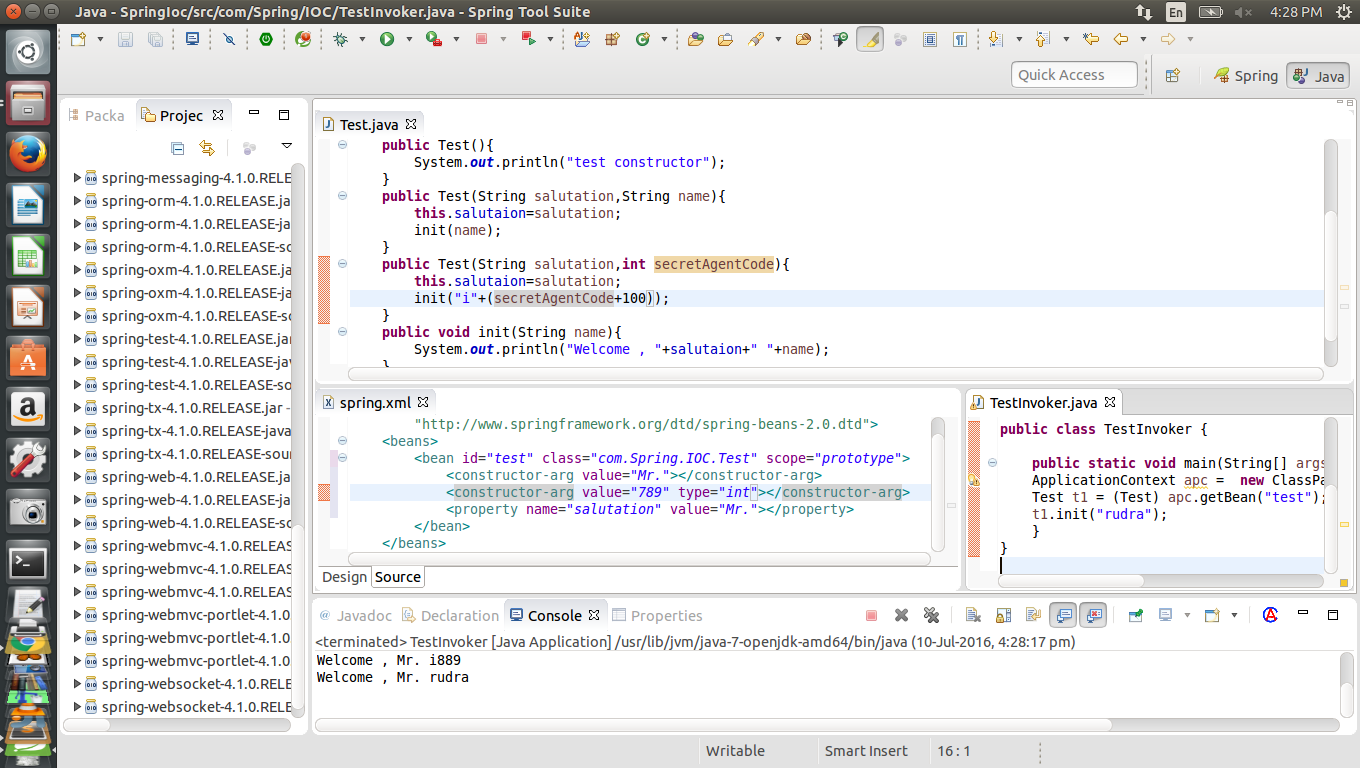 Java - SpringIoc/src/com/Spring/IOC/TestInvoker.java - Spring Tool Suite
En
4:28 PM
Quick Access
Spring
Java
Packa
Projec
spring-messaging-4.1.0.RELE
spring-orm-4.1.0.RELEASE.ja
spring-orm-4.1.0.RELEASE-ja
spring-orm-4.1.0.RELEASE-so
spring-oxm-4.1.0.RELEASE.ja
spring-oxm-4.1.0.RELEASE-ja
spring-oxm-4.1.0.RELEASE-so
spring-test-4.1.0.RELEASE.jar
spring-test-4.1.0.RELEASE-jav
spring-test-4.1.0.RELEASE-so
spring-tx-4.1.0.RELEASE.jar -
spring-tx-4.1.0.RELEASE-java
spring-tx-4.1.0.RELEASE-sour
spring-web-4.1.0.RELEASE.ja
spring-web-4.1.0.RELEASE-ja
spring-web-4.1.0.RELEASE-so
spring-webmvc-4.1.0.RELEAS
spring-webmvc-4.1.0.RELEAS
spring-webmvc-4.1.0.RELEAS
spring-webmvc-portlet-4.1.0
spring-webmvc-portlet-4.1.0
spring-webmvc-portlet-4.1.0
spring-websocket-4.1.0.RELE
spring-websocket-4.1.0.RELE
Test.java
public Test(){
System.out.println("test constructor");
}
public Test(String salutation,String name){
this.salutaion=salutation;
init(name);
}
public Test(String salutation,int secretAgentCode){
this.salutaion=salutation;
init("i"+(secretAgentCode+100));
}
public void init(String name){
System.out.println("Welcome , "+salutaion+" "+name);
}
spring.xml
"http://www.springframework.org/dtd/spring-beans-2.0.dtd">
<beans>
<bean id="test" class="com.Spring.IOC.Test" scope="prototype">
<constructor-arg value="Mr."></constructor-arg>
<constructor-arg value="789" type="int"></constructor-arg>
<property name="salutation" value="Mr."></property>
</bean>
</beans>
Design
Source
TestInvoker.java
public class TestInvoker {
public static void main(String[] args
ApplicationContext apc = new ClassPa
Test t1 = (Test) apc.getBean("test");
t1.init("rudra");
}
}
@ Javadoc
Declaration
Console
Properties
<terminated> TestInvoker [Java Application] /usr/lib/jvm/java-7-openjdk-amd64/bin/java (10-Jul-2016, 4:28:17 pm)
Welcome , Mr. i889
Welcome , Mr. rudra
Writable
Smart Insert
16 : 1